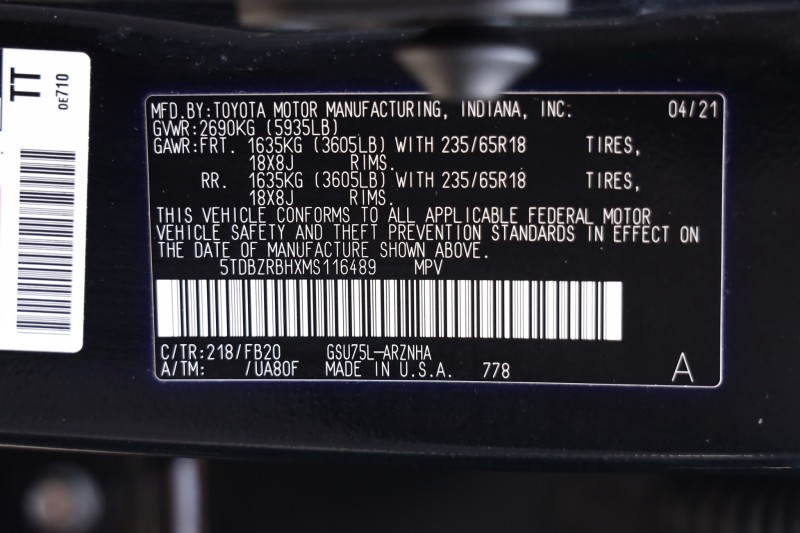 TT
0E710
MFD.BY:TOYOTA MOTOR MANUFACTURING, INDIANA, INC. 04/21
GVWR:2690KG (5935LB)
GAWR:FRT. 1635KG (3605LB) WITH 235/65R18 TIRES,
18X8J RIMS.
RR. 1635KG (3605LB) WITH 235/65R18 TIRES,
18X8J RIMS.
THIS VEHICLE CONFORMS TO ALL APPLICABLE FEDERAL MOTOR
VEHICLE SAFETY AND THEFT PREVENTION STANDARDS IN EFFECT ON
THE DATE OF MANUFACTURE SHOWN ABOVE.
5TDBZRBHXMS116489 MPV
C/TR:218/FB20 GSU75L-ARZNHA
A/TM: /UA80F MADE IN U.S.A. 778 A